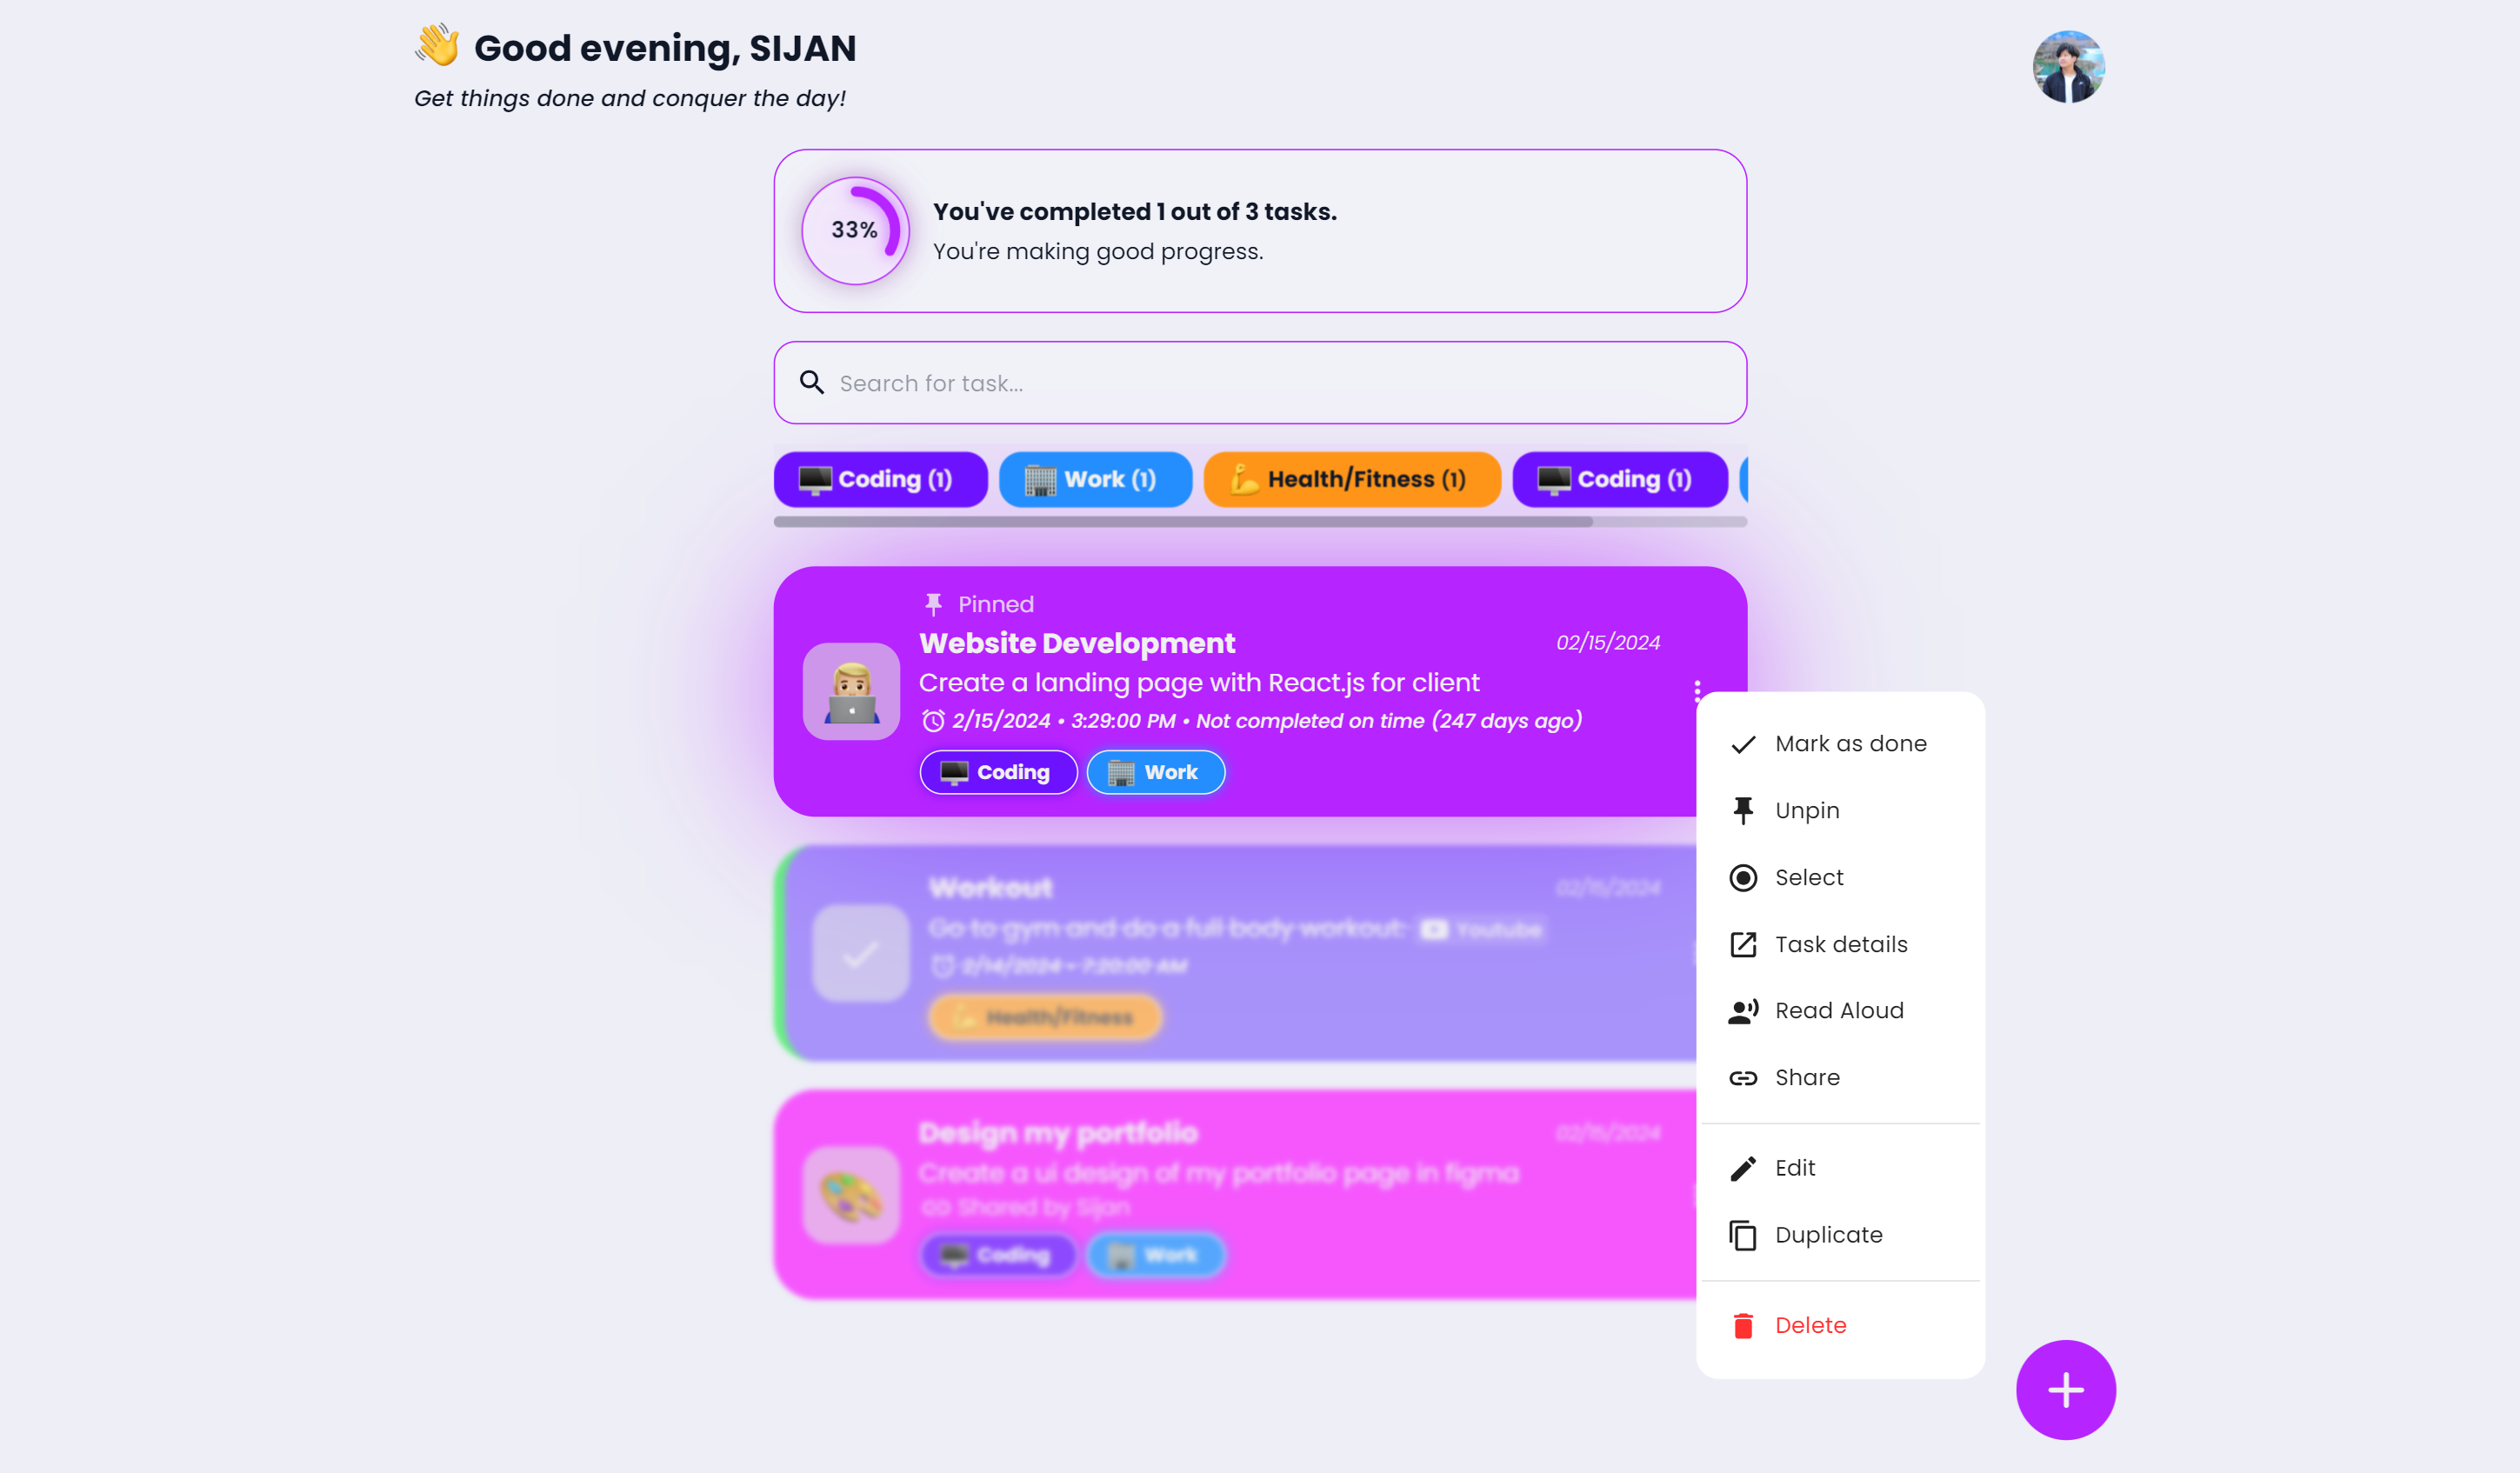 Good evening, SIJAN
Get things done and conquer the day!
33%
You've completed 1 out of 3 tasks.
You're making good progress.
Search for task...
Coding (1)
Work (1)
Health/Fitness (1)
Coding (1)
Pinned
Website Development
02/15/2024
Create a landing page with React.js for client
2/15/2024 • 3:29:00 PM • Not completed on time (247 days ago)
Coding
Work
Workout
02/15/2024
Go to gym and do a full body workout: Youtube
2/14/2024 • 7:20:00 AM
Health/Fitness
Design my portfolio
02/15/2024
Create a ui design of my portfolio page in figma
Shared by Sijan
Coding
Work
Mark as done
Unpin
Select
Task details
Read Aloud
Share
Edit
Duplicate
Delete